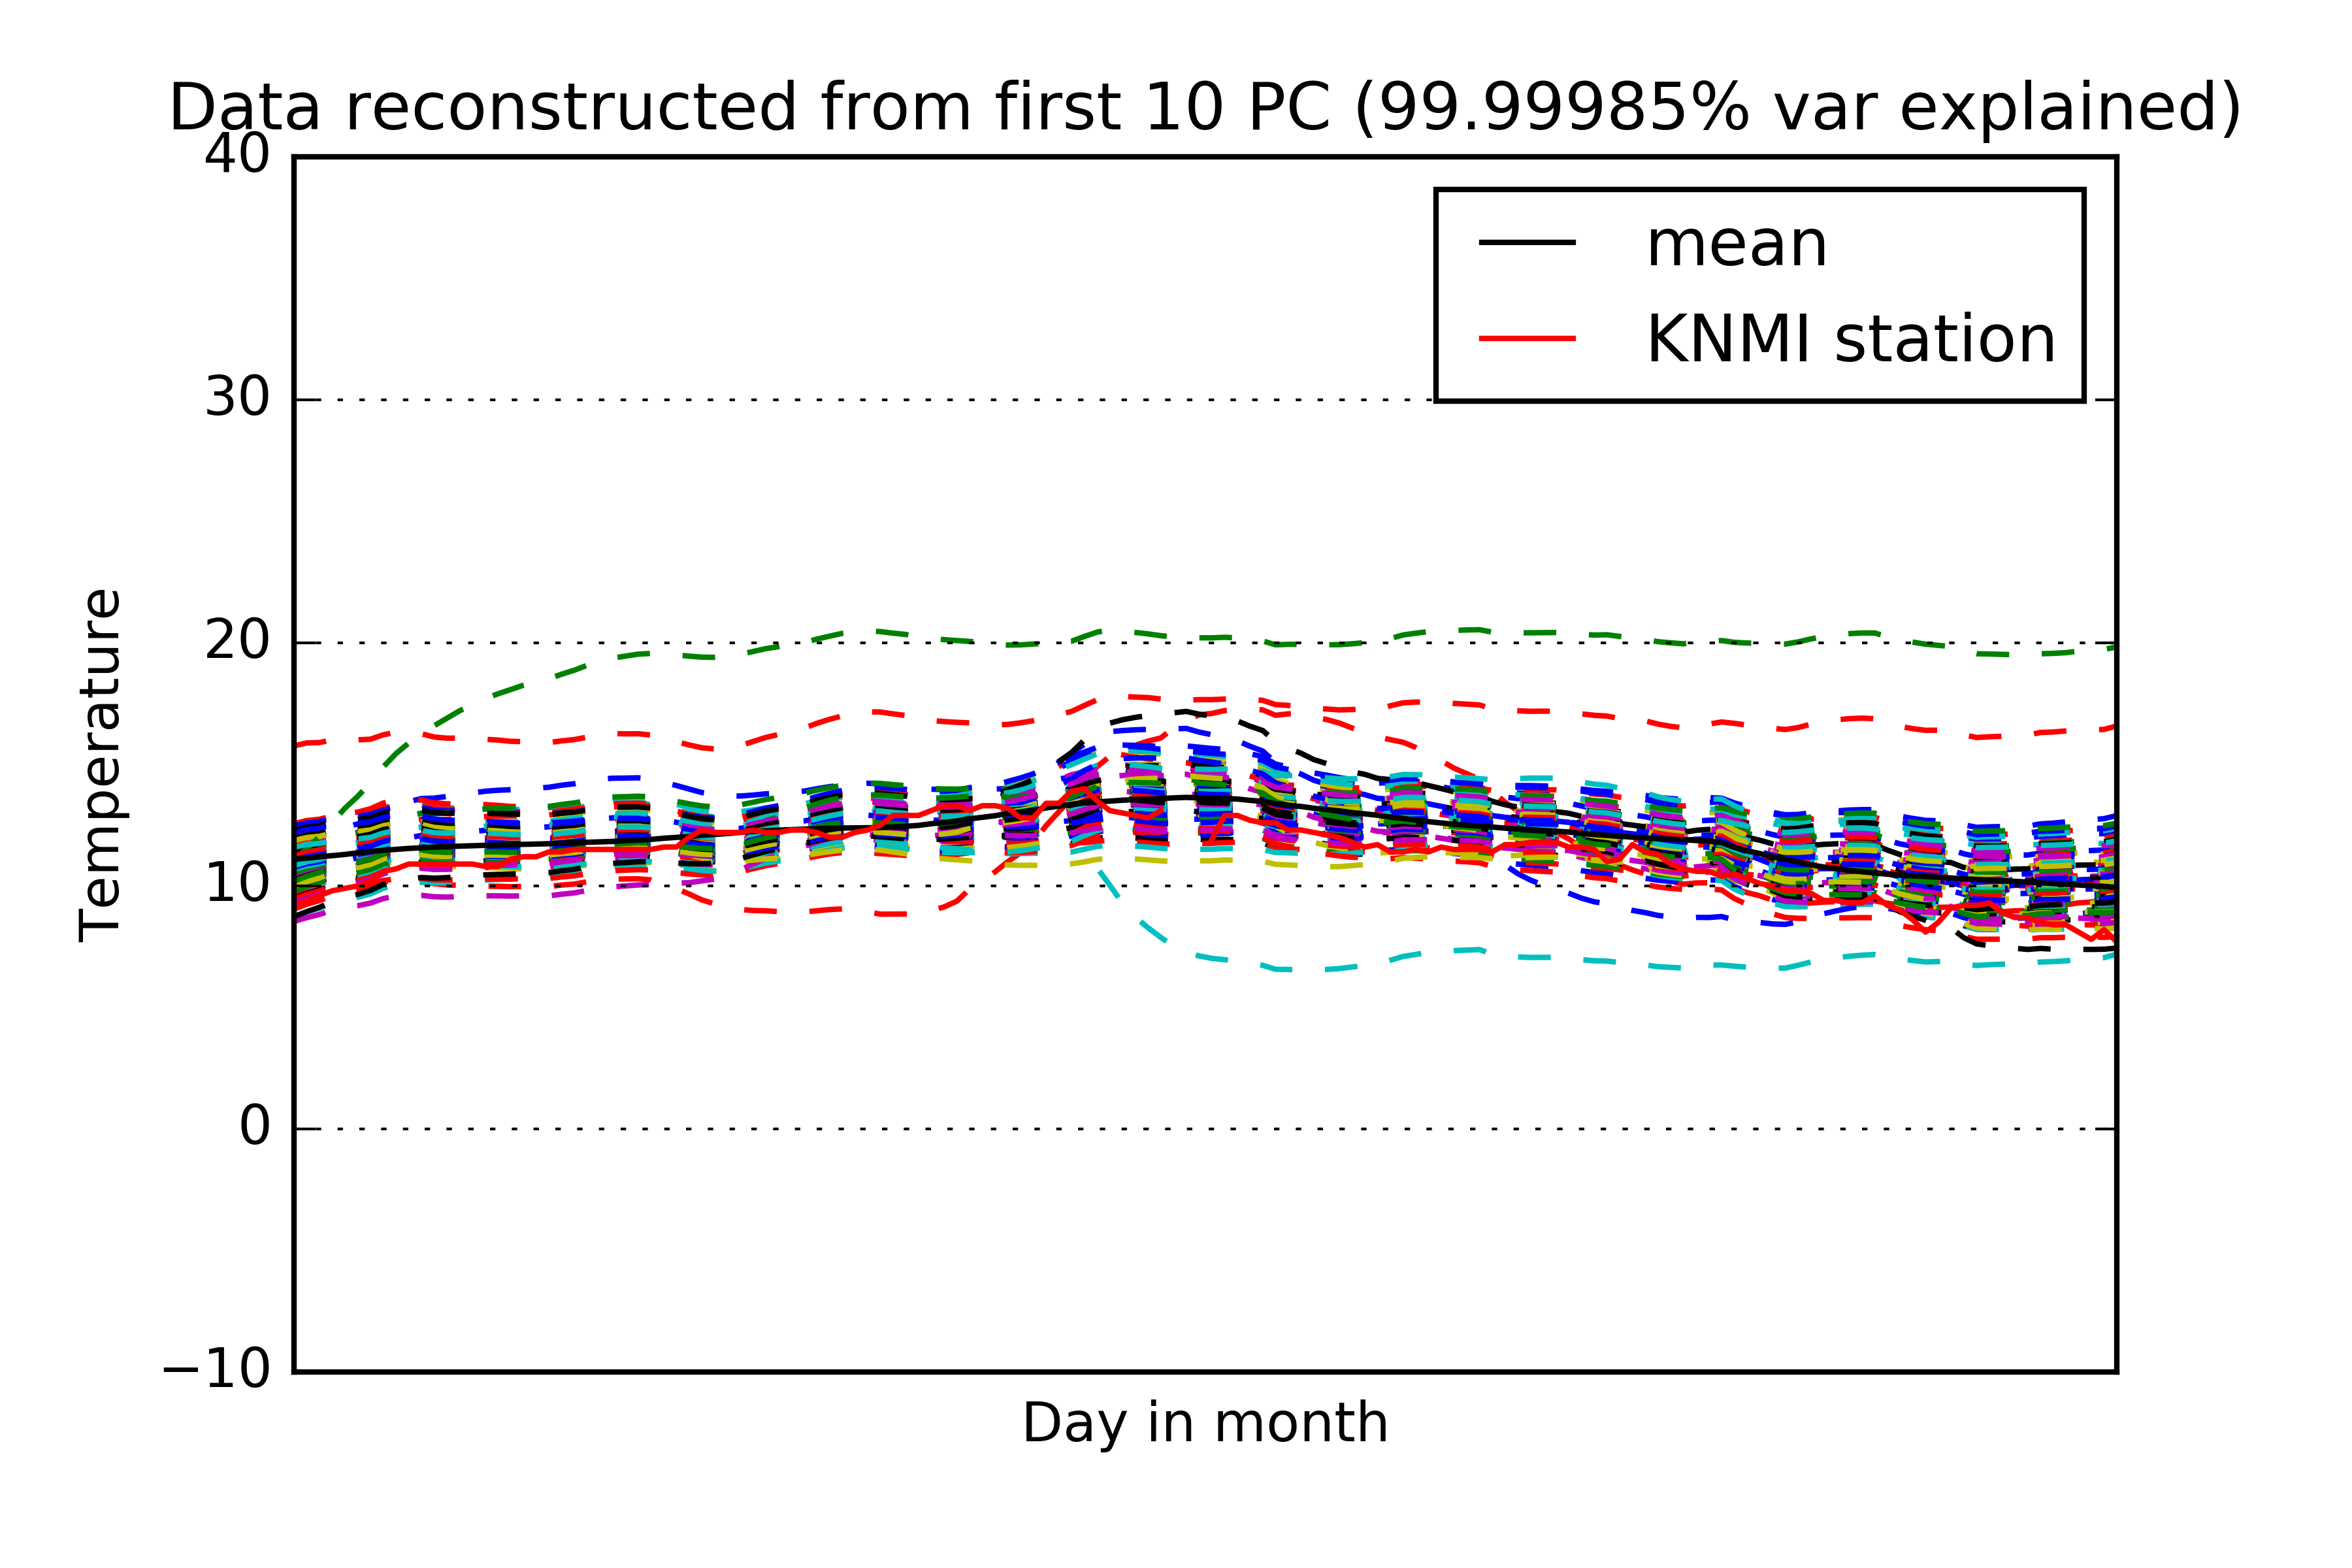 Data reconstructed from first 10 PC (99.99985% var explained)
40
30
20
10
0
−10
Temperature
mean
KNMI station
Day in month